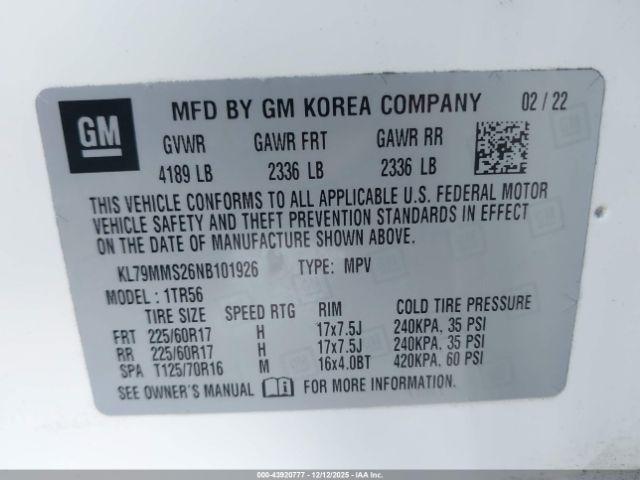 GM MFD BY GM KOREA COMPANY 02 / 22
GVWR GAWR FRT GAWR RR
4189 LB 2336 LB 2336 LB
THIS VEHICLE CONFORMS TO ALL APPLICABLE U.S. FEDERAL MOTOR
VEHICLE SAFETY AND THEFT PREVENTION STANDARDS IN EFFECT
ON THE DATE OF MANUFACTURE SHOWN ABOVE.
KL79MMS26NB101926 TYPE: MPV
MODEL : 1TR56
TIRE SIZE SPEED RTG RIM COLD TIRE PRESSURE
FRT 225/60R17 H 17x7.5J 240KPA, 35 PSI
RR 225/60R17 H 17x7.5J 240KPA, 35 PSI
SPA T125/70R16 M 16x4.0BT 420KPA, 60 PSI
SEE OWNER'S MANUAL FOR MORE INFORMATION.
00-43920777 - 12/12/2025 - IAA